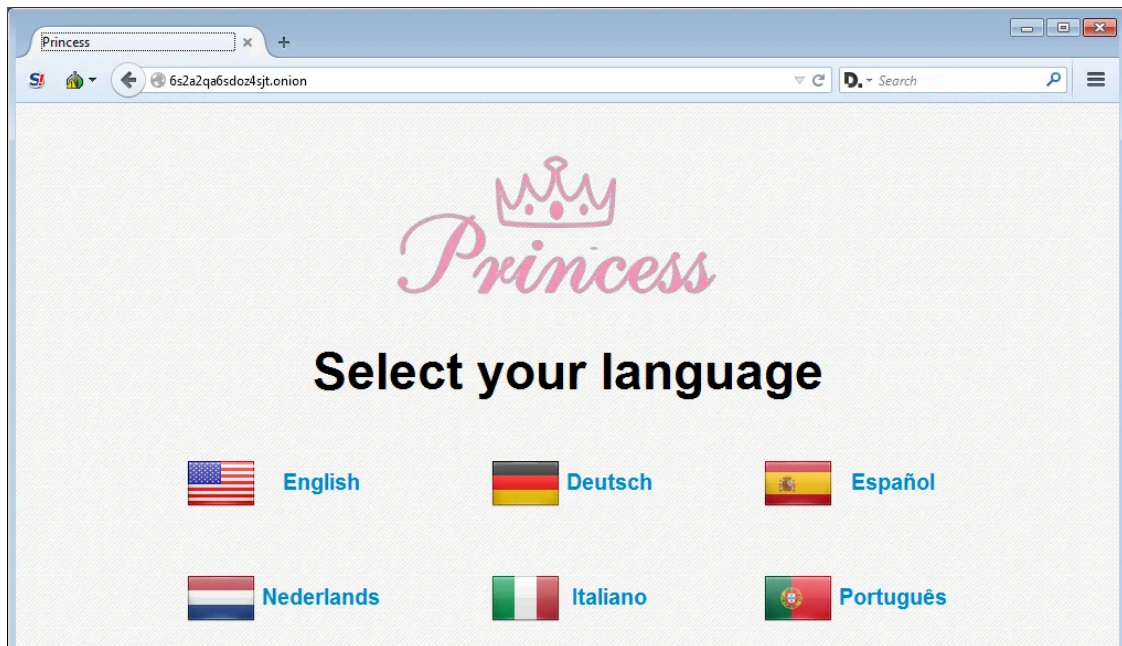 Princess
6s2a2qa6sdoz4sjt.onion
S!
D. Search
Princess
Select your language
English Deutsch Español
Nederlands Italiano Português